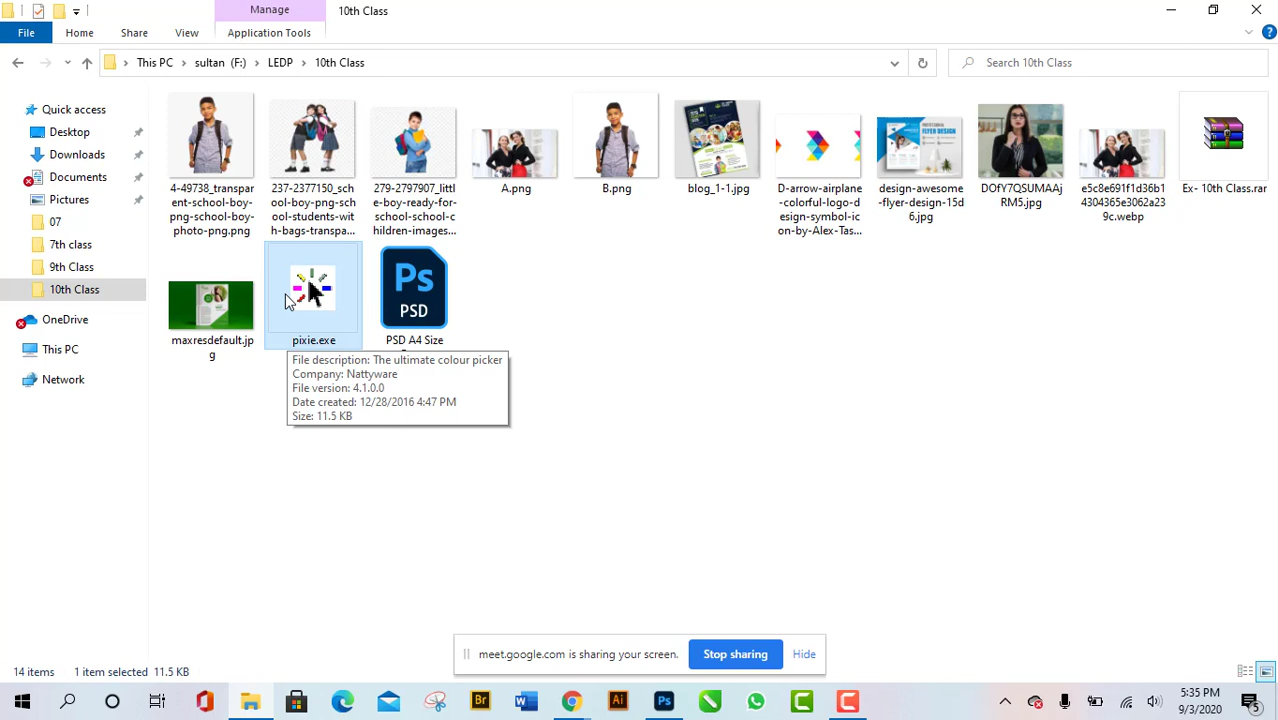 Manage
10th Class
File
Home
Share
View
Application Tools
This PC
sultan (F:)
LEDP
10th Class
Search 10th Class
Quick access
Desktop
Downloads
Documents
Pictures
07
7th class
9th Class
10th Class
OneDrive
This PC
Network
4-49738_transpar
ent-school-boy-
png-school-boy-
photo-png.png
237-2377150_sch
ool-boy-png-sch
ool-students-wit
h-bags-transpa...
279-2797907_littl
e-boy-ready-for-
school-school-c
hildren-images...
A.png
B.png
blog_1-1.jpg
D-arrow-airplane
-colorful-logo-d
esign-symbol-ic
on-by-Alex-Tas...
design-awesome
-flyer-design-15d
6.jpg
DOfY7QSUMAAj
RM5.jpg
e5c8e691f1d36b1
4304365e3062a23
9c.webp
Ex- 10th Class.rar
maxresdefault.jp
g
pixie.exe
Ps
PSD
PSD A4 Size
File description: The ultimate colour picker
Company: Nattyware
File version: 4.1.0.0
Date created: 12/28/2016 4:47 PM
Size: 11.5 KB
meet.google.com is sharing your screen.
Stop sharing
Hide
14 items
1 item selected 11.5 KB
Br
Ai
Ps
5:35 PM
9/3/2020
5